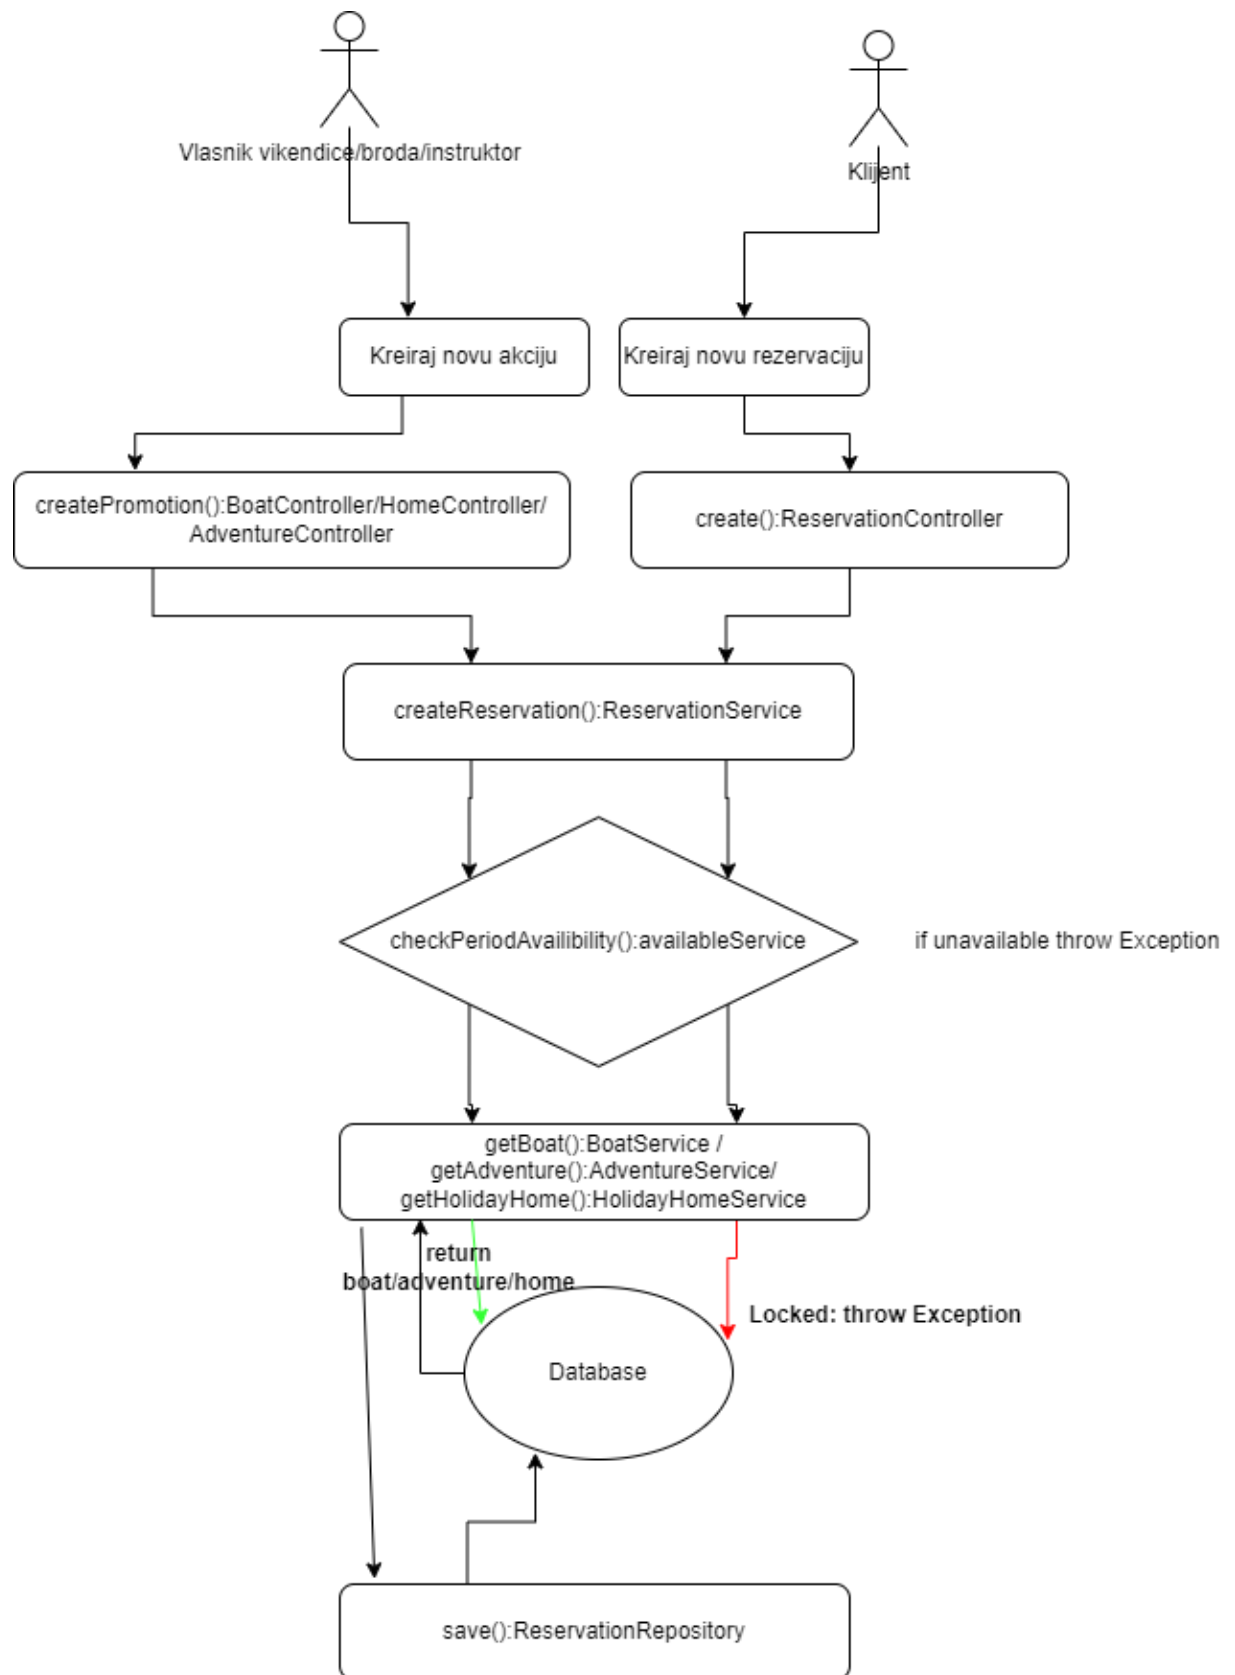 Vlasnik vikendice/broda/instruktor
Klijent
Kreiraj novu akciju
Kreiraj novu rezervaciju
createPromotion():BoatController/HomeController/
AdventureController
create():ReservationController
createReservation():ReservationService
checkPeriodAvailibility():availableService
if unavailable throw Exception
getBoat():BoatService /
getAdventure():AdventureService/
getHolidayHome():HolidayHomeService
return
boat/adventure/home
Locked: throw Exception
Database
save():ReservationRepository